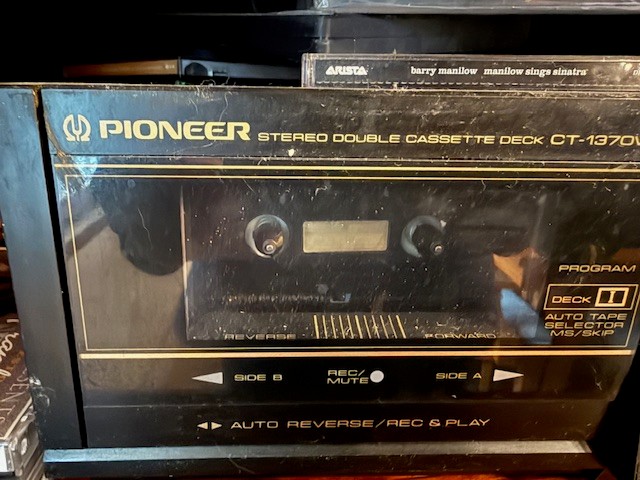 ARISTA barry manilow manilow sings sinatra
PIONEER STEREO DOUBLE CASSETTE DECK CT-1370W
PROGRAM
DECK II
AUTO TAPE
SELECTOR
MS/SKIP
REVERSE FORWARD
SIDE B REC/
MUTE SIDE A
AUTO REVERSE/REC & PLAY